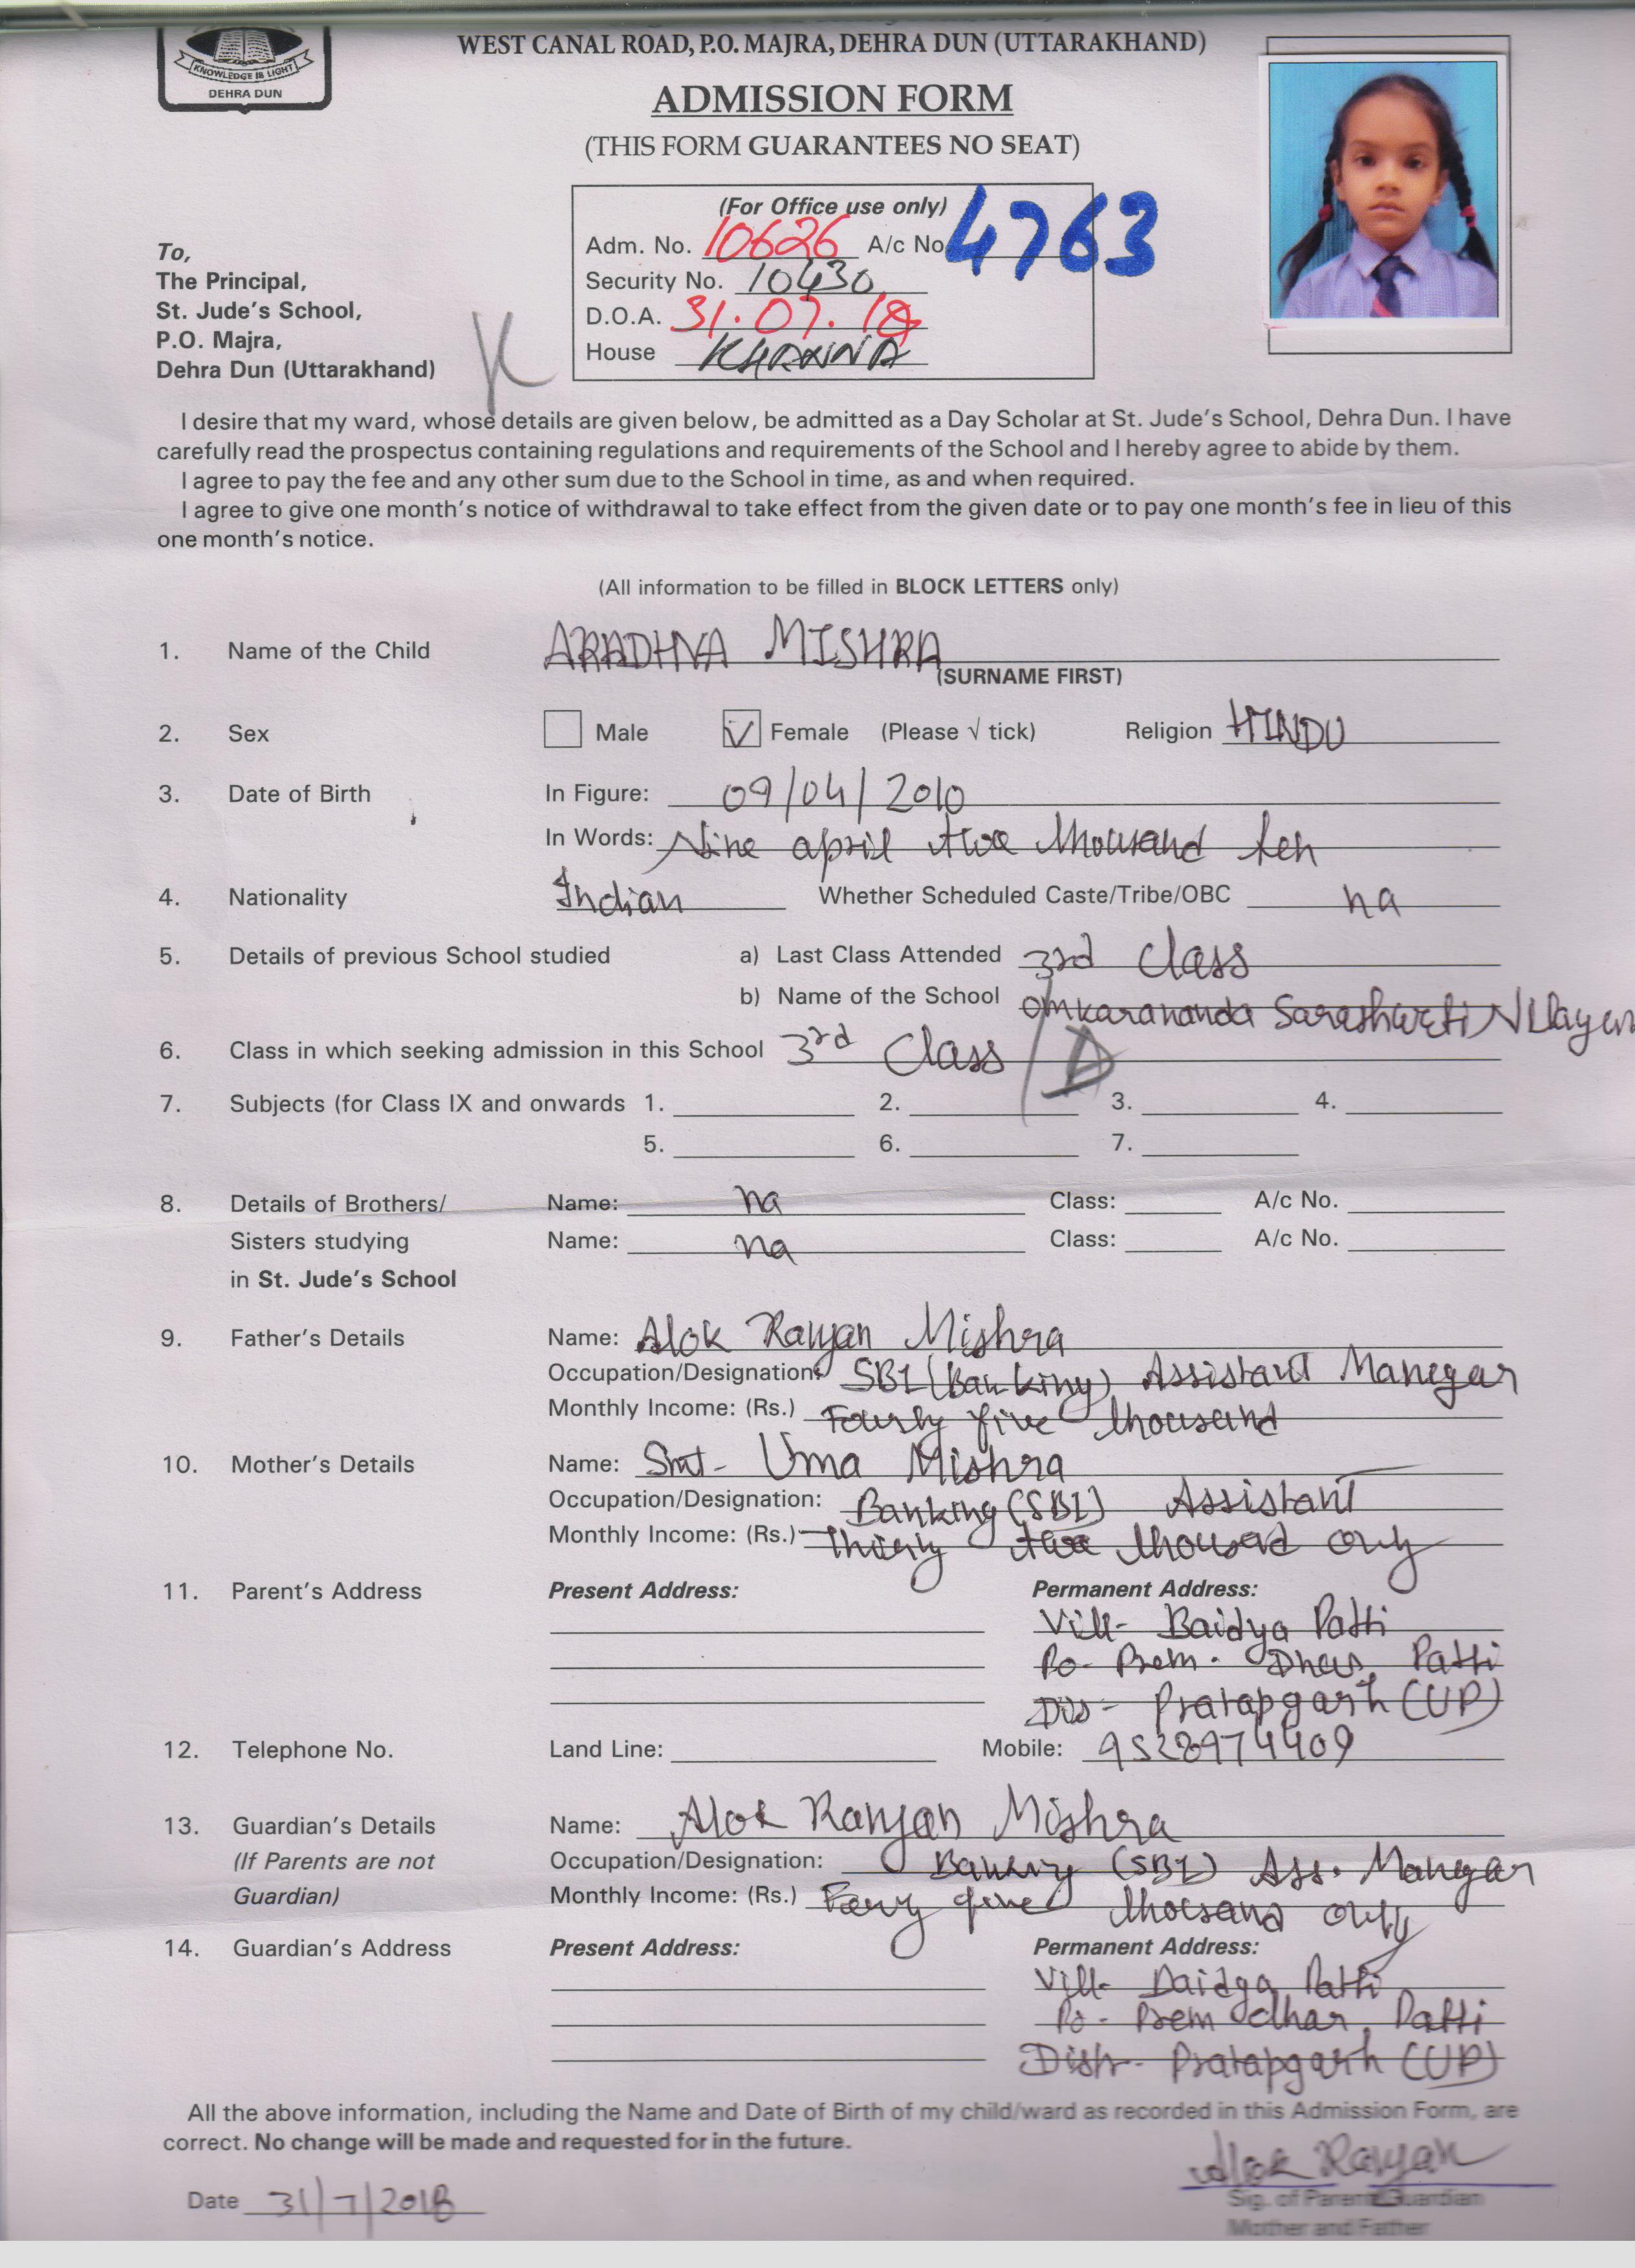 KNOWLEDGE IS LIGHT
DEHRA DUN
WEST CANAL ROAD, P.O. MAJRA, DEHRA DUN (UTTARAKHAND)
ADMISSION FORM
(THIS FORM GUARANTEES NO SEAT)
(For Office use only)
Adm. No. 10626 A/c No 4763
Security No. 10430
D.O.A. 31.07.18
House KHANNA
To,
The Principal,
St. Jude's School,
P.O. Majra,
Dehra Dun (Uttarakhand)
I desire that my ward, whose details are given below, be admitted as a Day Scholar at St. Jude's School, Dehra Dun. I have
carefully read the prospectus containing regulations and requirements of the School and I hereby agree to abide by them.
I agree to pay the fee and any other sum due to the School in time, as and when required.
I agree to give one month's notice of withdrawal to take effect from the given date or to pay one month's fee in lieu of this
one month's notice.
(All information to be filled in BLOCK LETTERS only)
1. Name of the Child ARADHNA MISHRA
(SURNAME FIRST)
2. Sex Male Female (Please √ tick) Religion HINDU
3. Date of Birth In Figure: 09/04/2010
In Words: Nine april two thousand ten
4. Nationality Indian Whether Scheduled Caste/Tribe/OBC na
5. Details of previous School studied a) Last Class Attended 3rd Class
b) Name of the School Omkarananda
6. Class in which seeking admission in this School 3rd Class / D
7. Subjects (for Class IX and onwards 1. 2. 3. 4.
5. 6. 7.
8. Details of Brothers/ Name: na Class: A/c No.
Sisters studying Name: na Class: A/c No.
in St. Jude's School
9. Father's Details Name: Alok Ranjan Mishra
Occupation/Designation: SBI (Banking) Assistant Manegar
Monthly Income: (Rs.) five thousand
10. Mother's Details Name: Smt- Uma Mishra
Occupation/Designation: Banking (SBI) Assistant
Monthly Income: (Rs.) two thousad only
11. Parent's Address Present Address: Permanent Address:
Vill- Baidya Patti
Po- Prem. Dhar, Patti
Dis- Pratapgarh (UP)
12. Telephone No. Land Line: Mobile: 9528974409
13. Guardian's Details Name: Alok Ranjan Mishra
(If Parents are not Occupation/Designation: (SBI) Ass. Mangar
Guardian) Monthly Income: (Rs.) five only
14. Guardian's Address Present Address: Permanent Address:
Vill- Patti
Po- Prem dhar, Patti
Distr- Pratapgarh (UP)
All the above information, including the Name and Date of Birth of my child/ward as recorded in this Admission Form, are
correct. No change will be made and requested for in the future.
Alok Ranjan
Date 31/7/2018
Sig. of Parent Guardian
Mother and Father